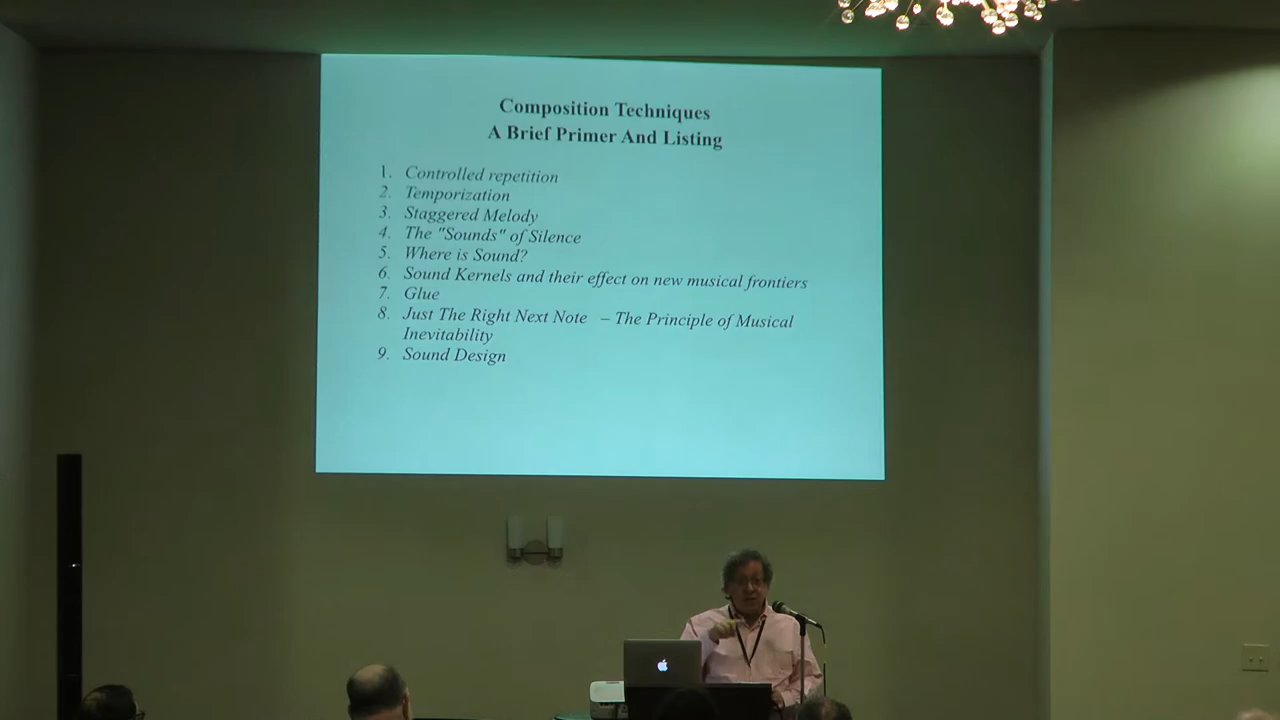 Composition Techniques
A Brief Primer And Listing
1. Controlled repetition
2. Temporization
3. Staggered Melody
4. The "Sounds" of Silence
5. Where is Sound?
6. Sound Kernels and their effect on new musical frontiers
7. Glue
8. Just The Right Next Note – The Principle of Musical
Inevitability
9. Sound Design